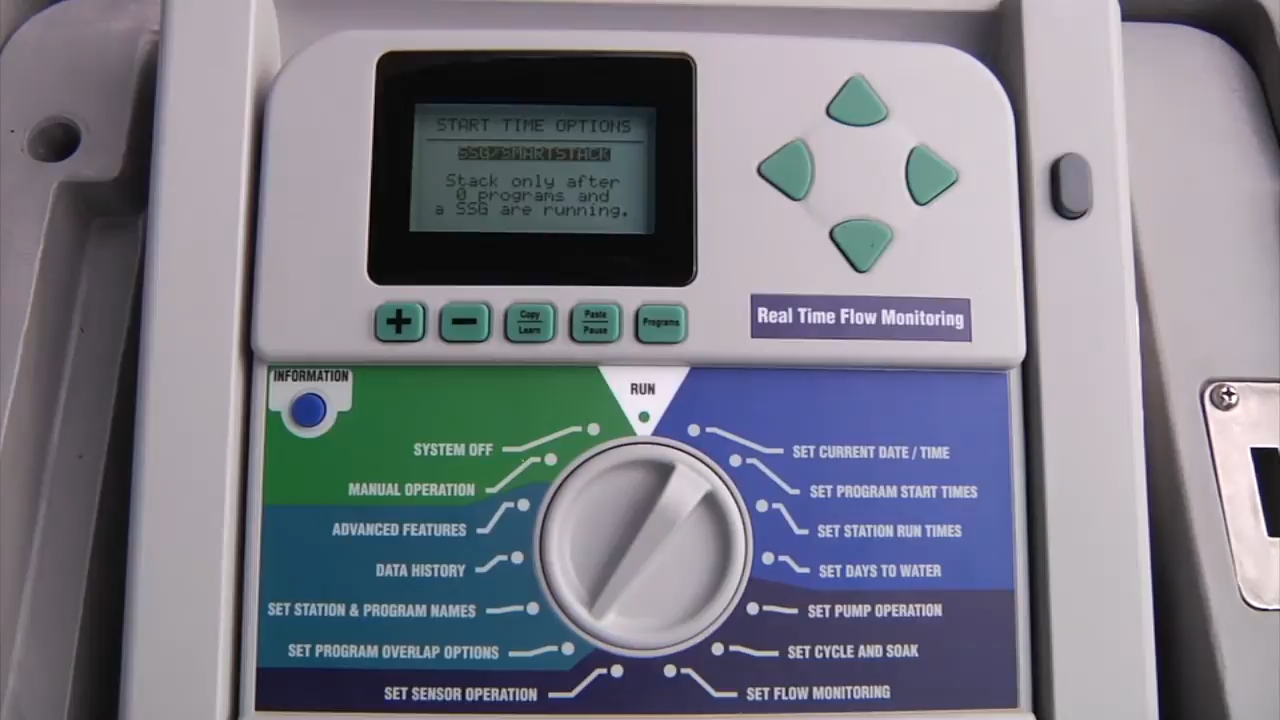 START TIME OPTIONS
SSG/SMARTSTACK
Stack only after
0 programs and
a SSG are running.
+
−
Copy
Learn
Paste
Pause
Programs
Real Time Flow Monitoring
INFORMATION
RUN
SYSTEM OFF
MANUAL OPERATION
ADVANCED FEATURES
DATA HISTORY
SET STATION & PROGRAM NAMES
SET PROGRAM OVERLAP OPTIONS
SET SENSOR OPERATION
SET CURRENT DATE / TIME
SET PROGRAM START TIMES
SET STATION RUN TIMES
SET DAYS TO WATER
SET PUMP OPERATION
SET CYCLE AND SOAK
SET FLOW MONITORING